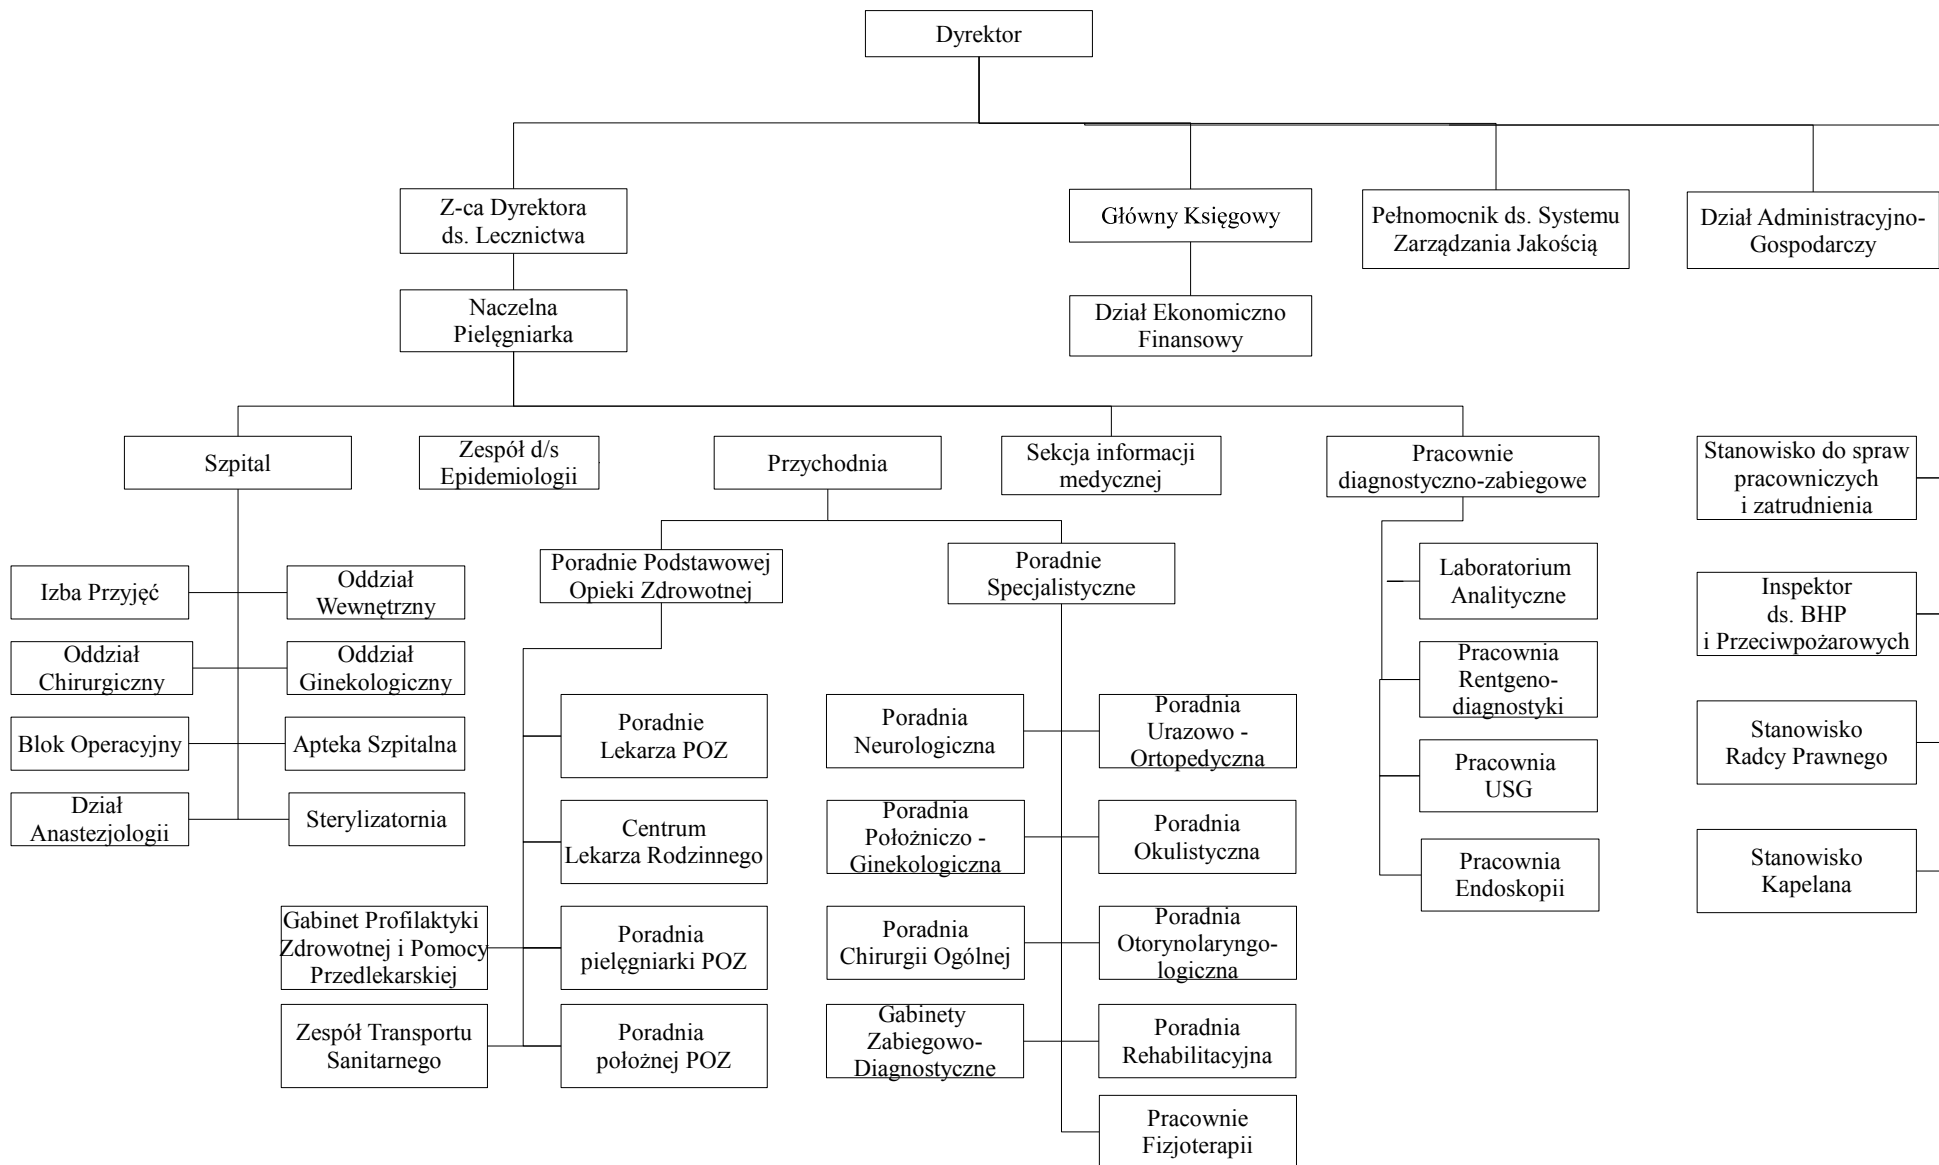 Dyrektor
Z-ca Dyrektora
ds. Lecznictwa
Główny Księgowy
Pełnomocnik ds. Systemu
Zarządzania Jakością
Dział Administracyjno-
Gospodarczy
Naczelna
Pielęgniarka
Dział Ekonomiczno
Finansowy
Szpital
Zespół d/s
Epidemiologii
Przychodnia
Sekcja informacji
medycznej
Pracownie
diagnostyczno-zabiegowe
Stanowisko do spraw
pracowniczych
i zatrudnienia
Izba Przyjęć
Oddział
Wewnętrzny
Poradnie Podstawowej
Opieki Zdrowotnej
Poradnie
Specjalistyczne
Laboratorium
Analityczne
Inspektor
ds. BHP
i Przeciwpożarowych
Oddział
Chirurgiczny
Oddział
Ginekologiczny
Pracownia
Rentgeno-
diagnostyki
Blok Operacyjny
Apteka Szpitalna
Poradnie
Lekarza POZ
Poradnia
Neurologiczna
Poradnia
Urazowo -
Ortopedyczna
Pracownia
USG
Stanowisko
Radcy Prawnego
Dział
Anastezjologii
Sterylizatornia
Centrum
Lekarza Rodzinnego
Poradnia
Położniczo -
Ginekologiczna
Poradnia
Okulistyczna
Pracownia
Endoskopii
Stanowisko
Kapelana
Gabinet Profilaktyki
Zdrowotnej i Pomocy
Przedlekarskiej
Poradnia
pielęgniarki POZ
Poradnia
Chirurgii Ogólnej
Poradnia
Otorynolaryngo-
logiczna
Zespół Transportu
Sanitarnego
Poradnia
położnej POZ
Gabinety
Zabiegowo-
Diagnostyczne
Poradnia
Rehabilitacyjna
Pracownie
Fizjoterapii